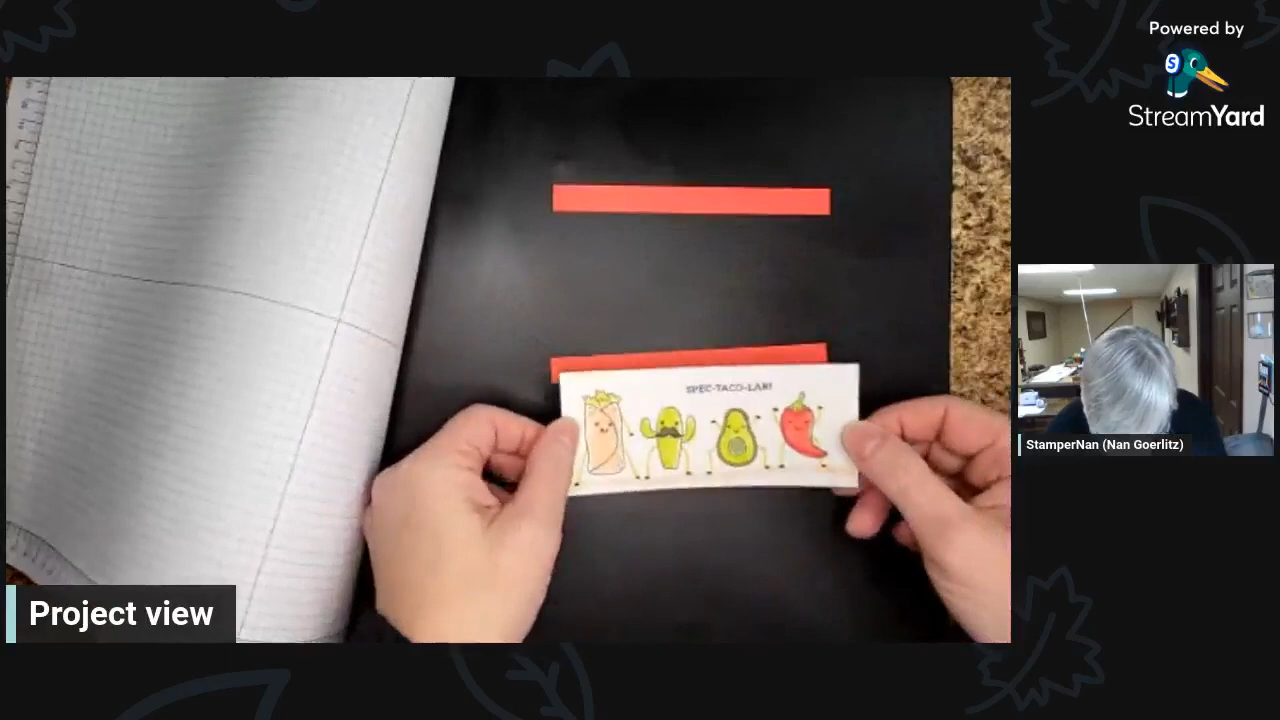 Powered by
StreamYard
SPEC-TACO-LAR!
StamperNan (Nan Goerlitz)
Project view